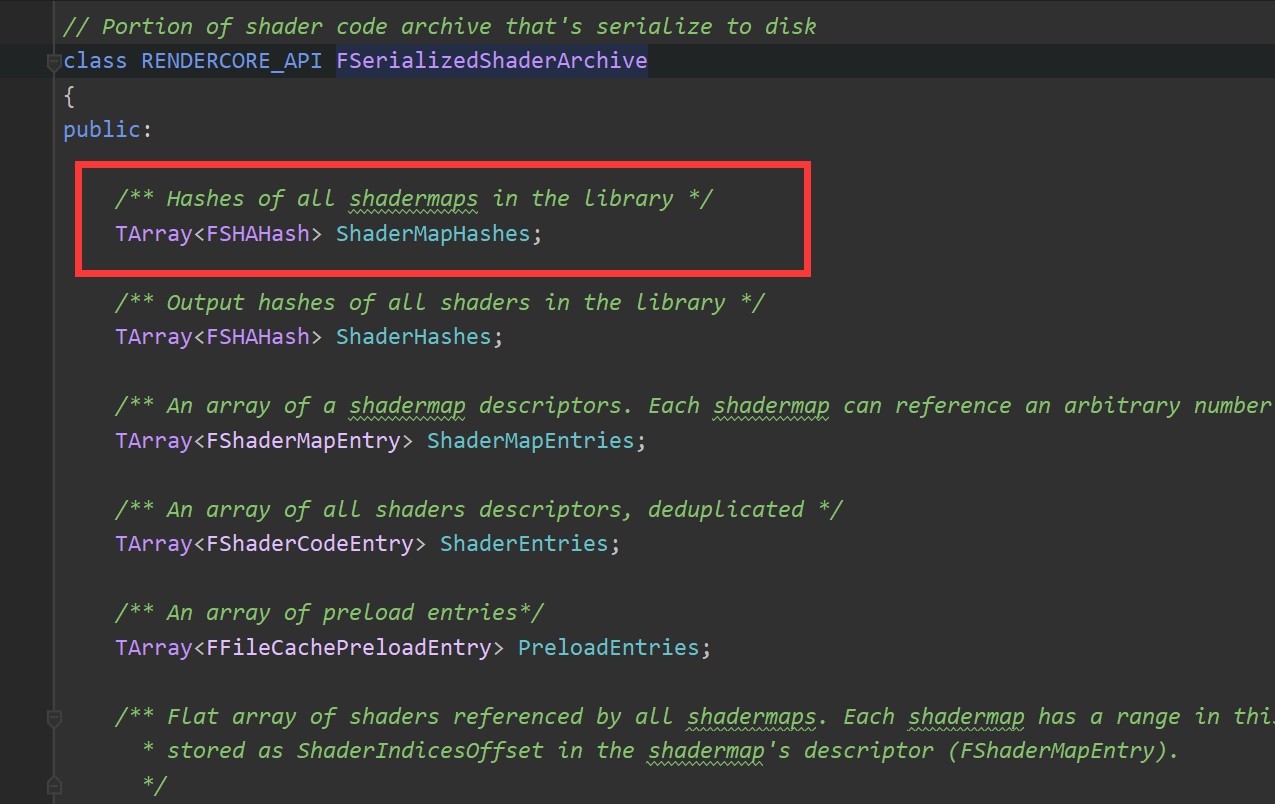 // Portion of shader code archive that's serialize to disk
class RENDERCORE_API FSerializedShaderArchive
{
public:
/** Hashes of all shadermaps in the library */
TArray<FSHAHash> ShaderMapHashes;
/** Output hashes of all shaders in the library */
TArray<FSHAHash> ShaderHashes;
/** An array of a shadermap descriptors. Each shadermap can reference an arbitrary number
TArray<FShaderMapEntry> ShaderMapEntries;
/** An array of all shaders descriptors, deduplicated */
TArray<FShaderCodeEntry> ShaderEntries;
/** An array of preload entries*/
TArray<FFileCachePreloadEntry> PreloadEntries;
/** Flat array of shaders referenced by all shadermaps. Each shadermap has a range in
* stored as ShaderIndicesOffset in the shadermap's descriptor (FShaderMapEntry).
*/